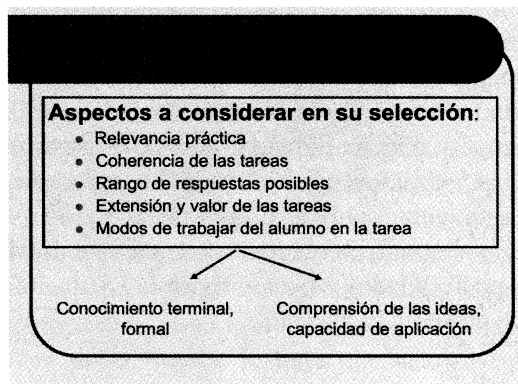 Aspectos a considerar en su selección:
• Relevancia práctica
• Coherencia de las tareas
• Rango de respuestas posibles
• Extensión y valor de las tareas
• Modos de trabajar del alumno en la tarea
Conocimiento terminal,
formal
Comprensión de las ideas,
capacidad de aplicación